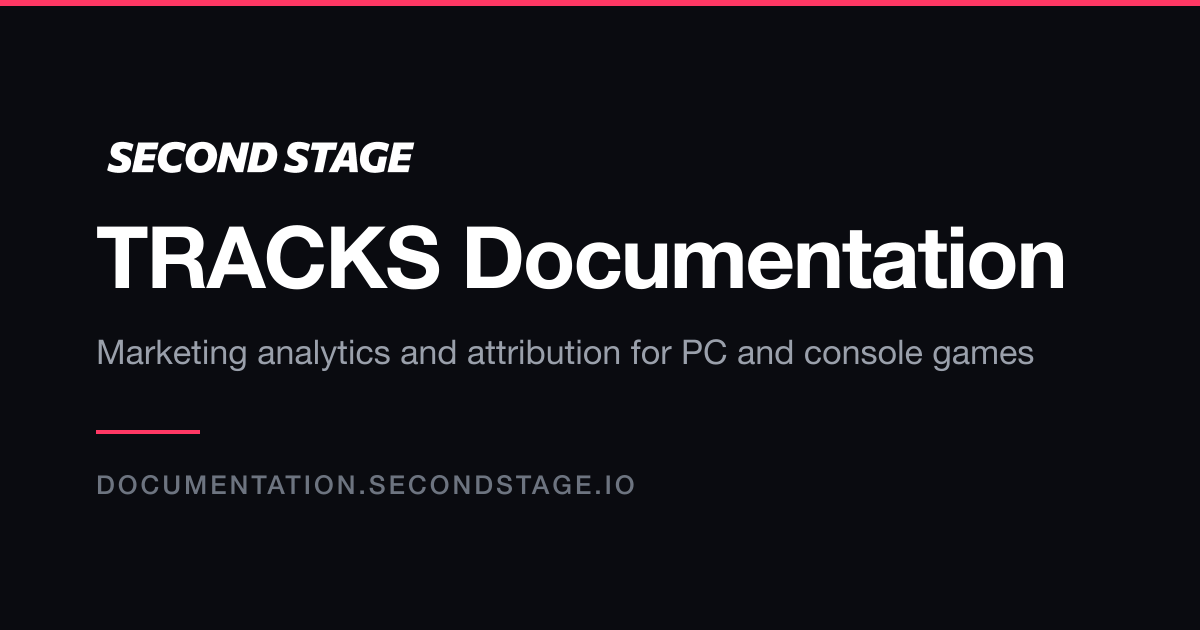 SECOND STAGE
TRACKS Documentation
Marketing analytics and attribution for PC and console games
DOCUMENTATION.SECONDSTAGE.IO